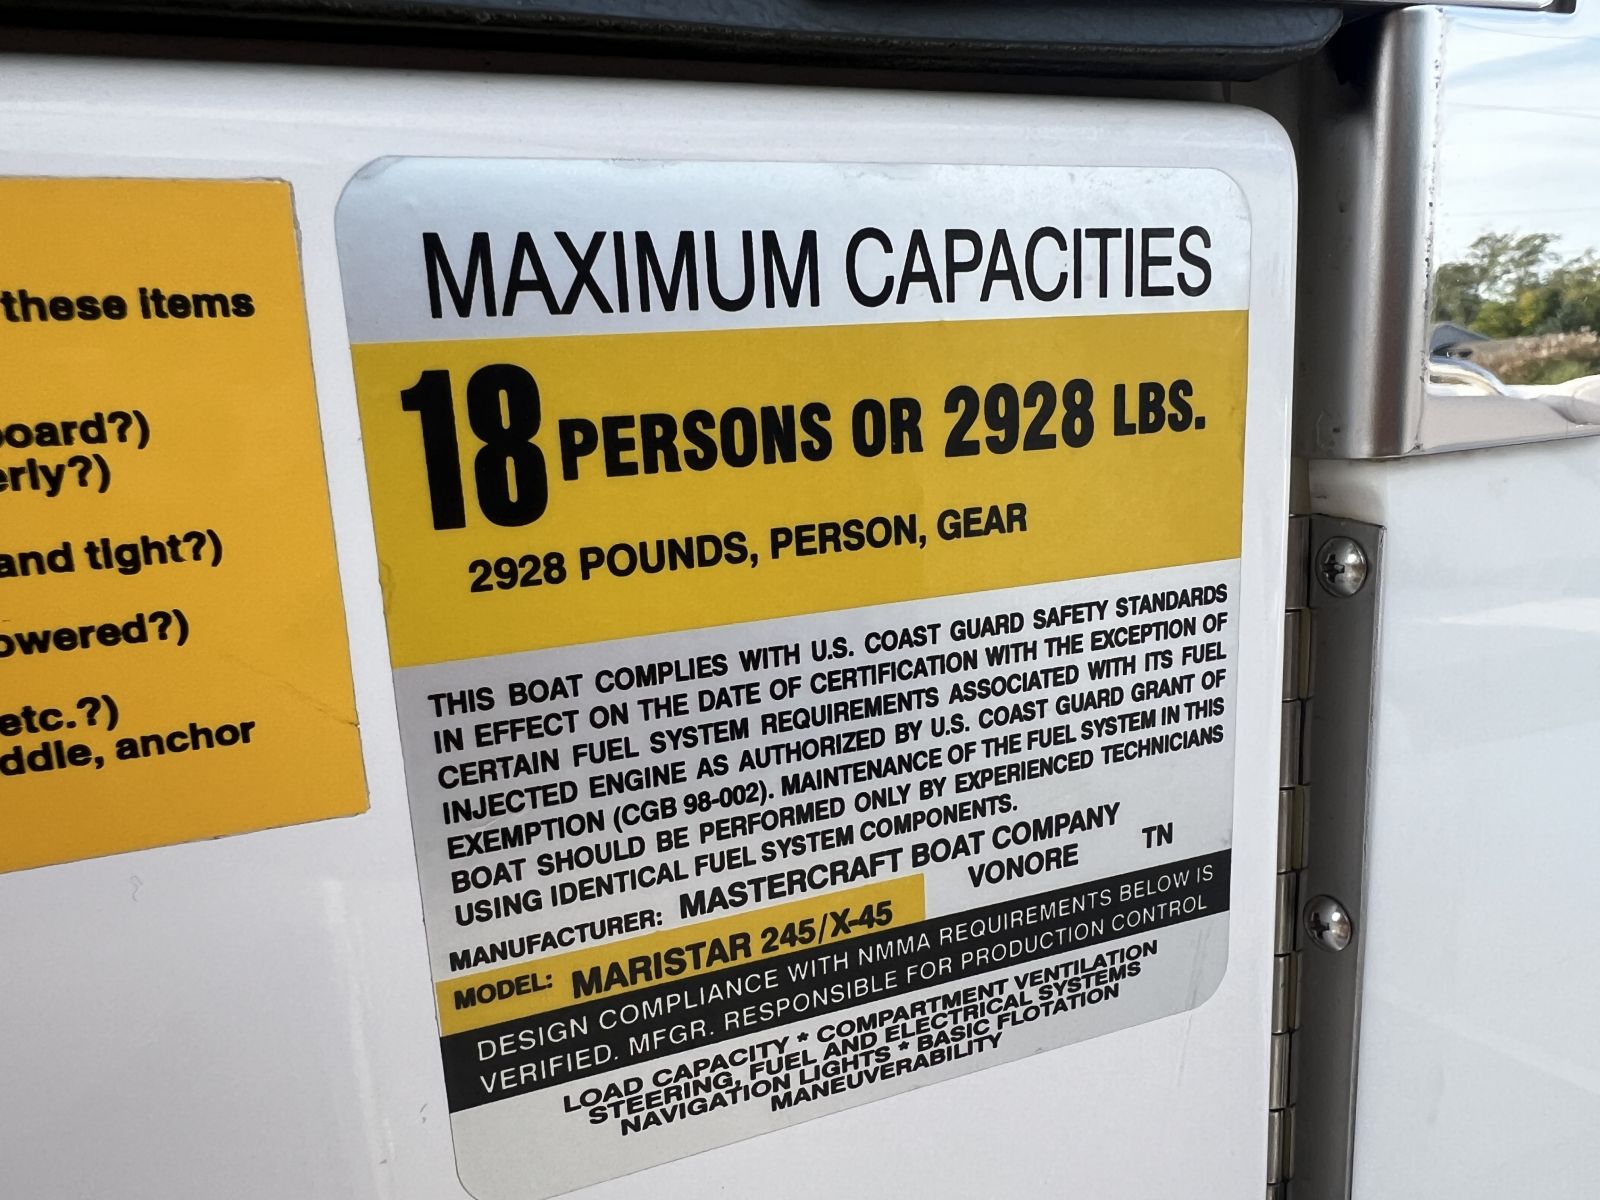 these items
oard?)
erly?)
and tight?)
owered?)
etc.?)
ddle, anchor
MAXIMUM CAPACITIES
18 PERSONS OR 2928 LBS.
2928 POUNDS, PERSON, GEAR
THIS BOAT COMPLIES WITH U.S. COAST GUARD SAFETY STANDARDS
IN EFFECT ON THE DATE OF CERTIFICATION WITH THE EXCEPTION OF
CERTAIN FUEL SYSTEM REQUIREMENTS ASSOCIATED WITH ITS FUEL
INJECTED ENGINE AS AUTHORIZED BY U.S. COAST GUARD GRANT OF
EXEMPTION (CGB 98-002). MAINTENANCE OF THE FUEL SYSTEM IN THIS
BOAT SHOULD BE PERFORMED ONLY BY EXPERIENCED TECHNICIANS
USING IDENTICAL FUEL SYSTEM COMPONENTS.
MANUFACTURER: MASTERCRAFT BOAT COMPANY
VONORE TN
MODEL: MARISTAR 245/X-45
DESIGN COMPLIANCE WITH NMMA REQUIREMENTS BELOW IS
VERIFIED. MFGR. RESPONSIBLE FOR PRODUCTION CONTROL
LOAD CAPACITY * COMPARTMENT VENTILATION
STEERING, FUEL AND ELECTRICAL SYSTEMS
NAVIGATION LIGHTS * BASIC FLOTATION
MANEUVERABILITY